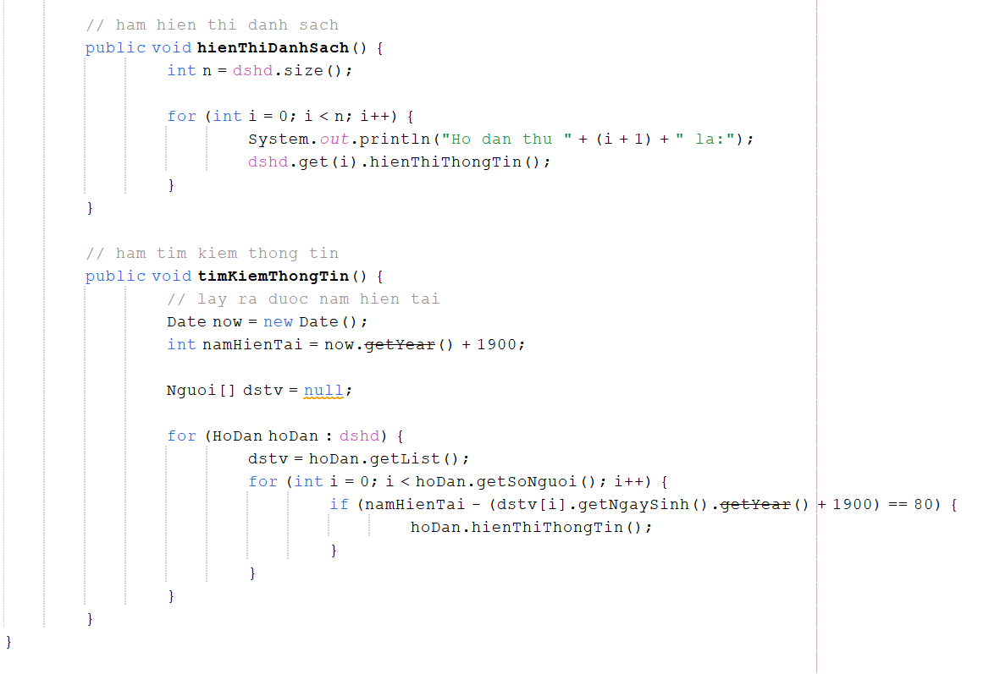 // ham hien thi danh sach
public void hienThiDanhSach() {
int n = dshd.size();
for (int i = 0; i < n; i++) {
System.out.println("Ho dan thu " + (i + 1) + " la:");
dshd.get(i).hienThiThongTin();
}
}
// ham tim kiem thong tin
public void timKiemThongTin() {
// lay ra duoc nam hien tai
Date now = new Date();
int namHienTai = now.getYear() + 1900;
Nguoi[] dstv = null;
for (HoDan hoDan : dshd) {
dstv = hoDan.getList();
for (int i = 0; i < hoDan.getSoNguoi(); i++) {
if (namHienTai - (dstv[i].getNgaySinh().getYear() + 1900) == 80) {
hoDan.hienThiThongTin();
}
}
}
}
}